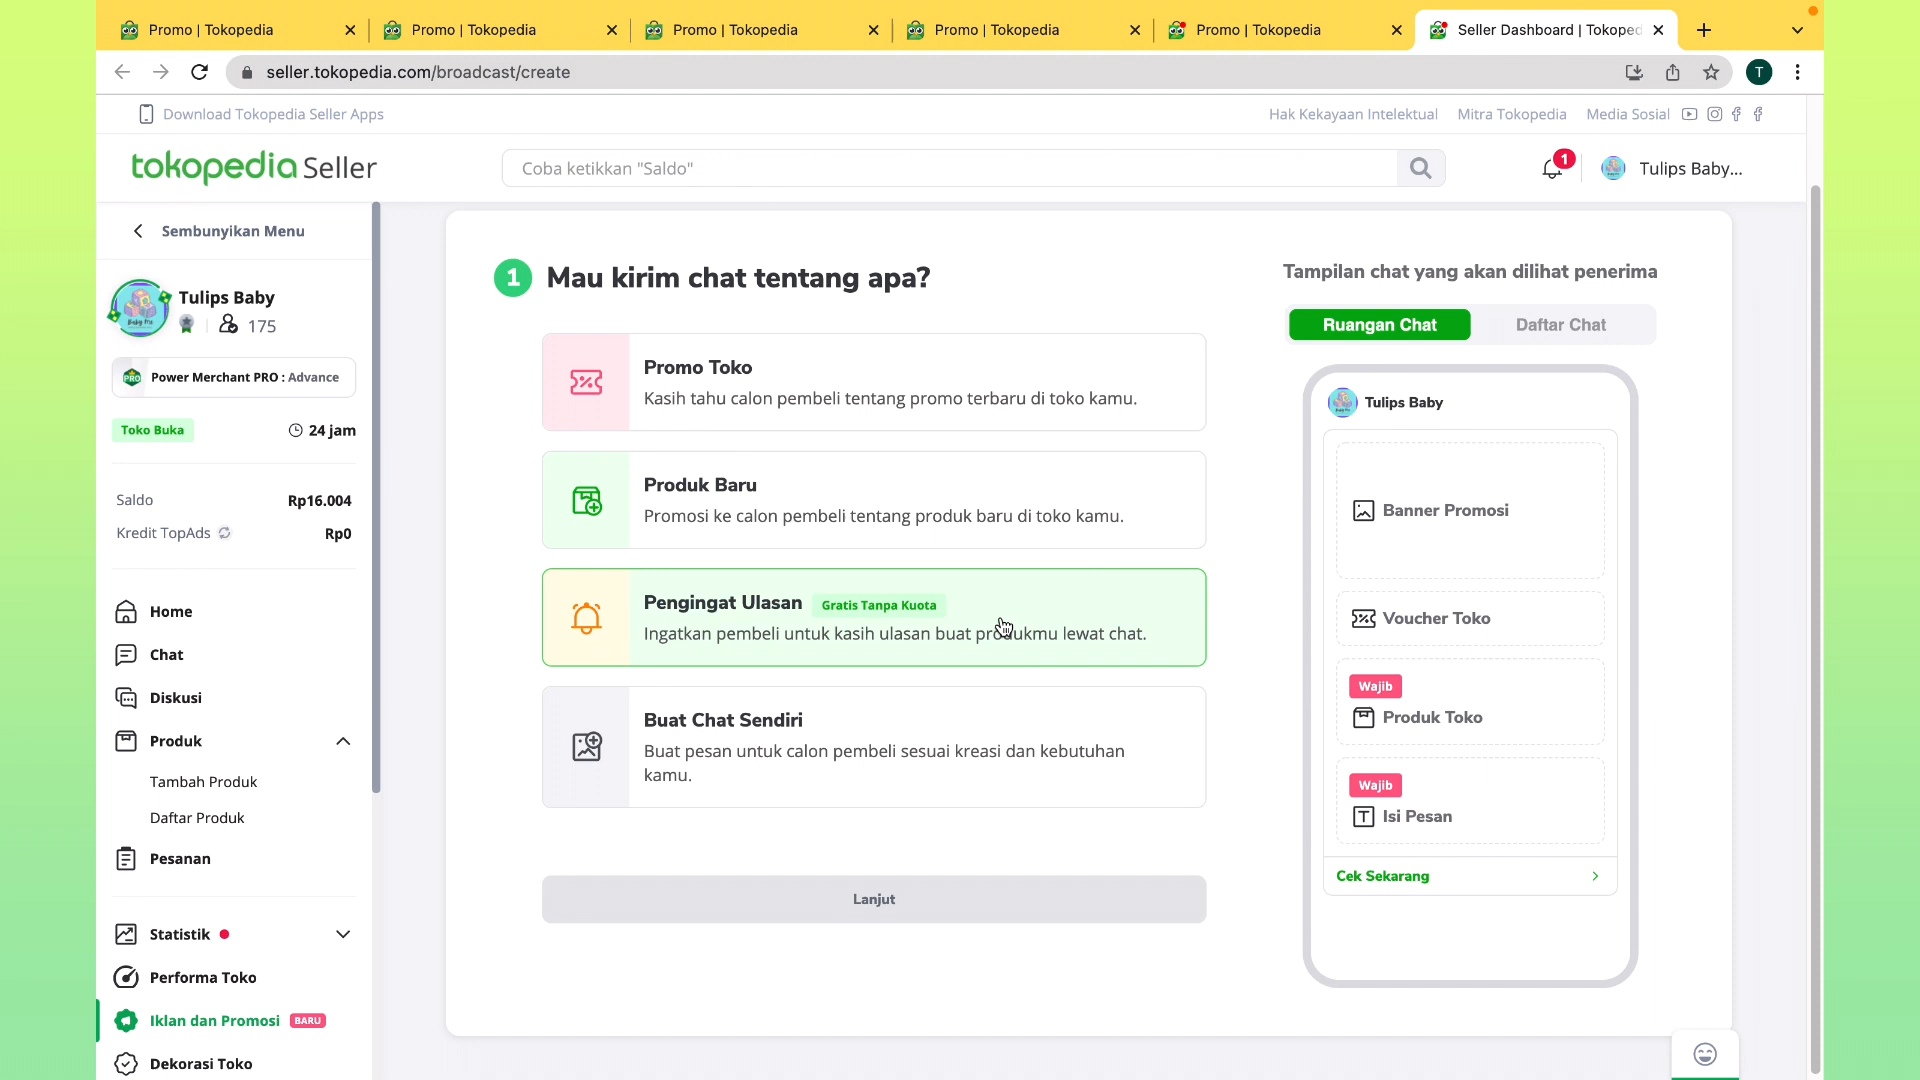 Promo | Tokopedia
Promo | Tokopedia
Promo | Tokopedia
Promo | Tokopedia
Promo | Tokopedia
Seller Dashboard | Tokoped
seller.tokopedia.com/broadcast/create
T
Download Tokopedia Seller Apps
Hak Kekayaan Intelektual
Mitra Tokopedia
Media Sosial
tokopedia Seller
Coba ketikkan "Saldo"
1
Tulips Baby...
Sembunyikan Menu
Tulips Baby
175
PRO
Power Merchant PRO : Advance
Toko Buka
24 jam
Saldo
Rp16.004
Kredit TopAds
Rp0
Home
Chat
Diskusi
Produk
Tambah Produk
Daftar Produk
Pesanan
Statistik
Performa Toko
Iklan dan Promosi
BARU
Dekorasi Toko
1 Mau kirim chat tentang apa?
Promo Toko
Kasih tahu calon pembeli tentang promo terbaru di toko kamu.
Produk Baru
Promosi ke calon pembeli tentang produk baru di toko kamu.
Pengingat Ulasan
Gratis Tanpa Kuota
Ingatkan pembeli untuk kasih ulasan buat produkmu lewat chat.
Buat Chat Sendiri
Buat pesan untuk calon pembeli sesuai kreasi dan kebutuhan
kamu.
Lanjut
Tampilan chat yang akan dilihat penerima
Ruangan Chat
Daftar Chat
Tulips Baby
Banner Promosi
Voucher Toko
Wajib
Produk Toko
Wajib
Isi Pesan
Cek Sekarang